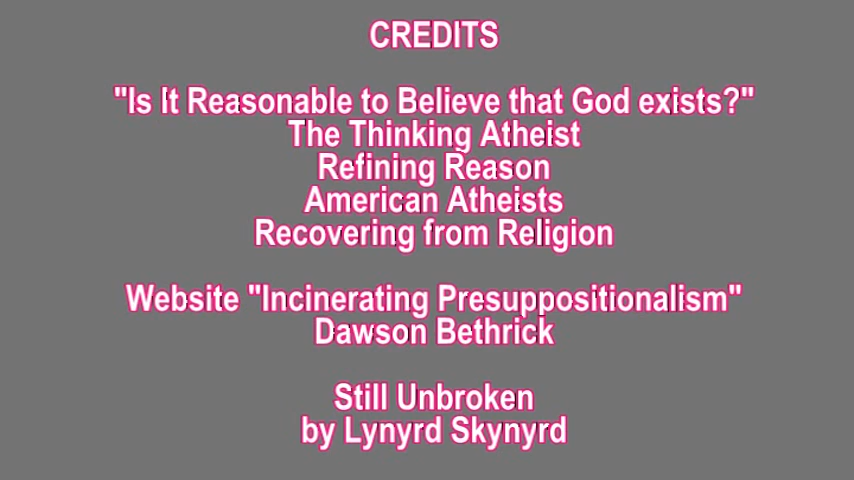 CREDITS
"Is It Reasonable to Believe that God exists?"
The Thinking Atheist
Refining Reason
American Atheists
Recovering from Religion
Website "Incinerating Presuppositionalism"
Dawson Bethrick
Still Unbroken
by Lynyrd Skynyrd